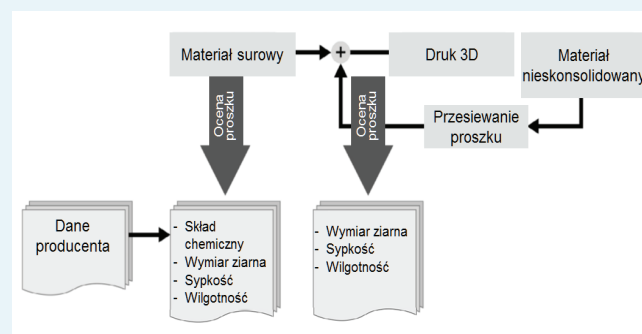 Materiał surowy
+
Druk 3D
Materiał
nieskonsolidowany
Przesiewanie
proszku
Ocena
proszku
Ocena
proszku
Dane
producenta
- Skład
chemiczny
- Wymiar ziarna
- Sypkość
- Wilgotność
- Wymiar ziarna
- Sypkość
- Wilgotność